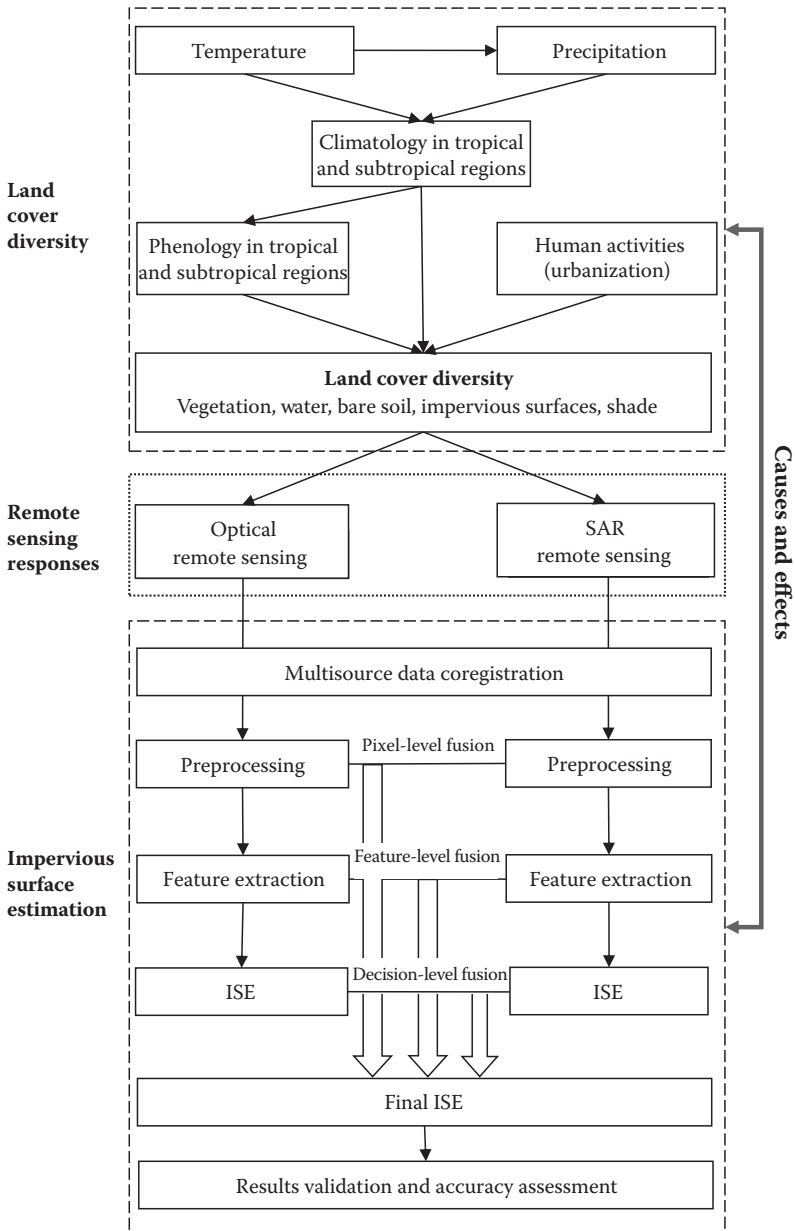 Temperature
Precipitation
Climatology in tropical
and subtropical regions
Land
cover
diversity
Phenology in tropical
and subtropical regions
Human activities
(urbanization)
Land cover diversity
Vegetation, water, bare soil, impervious surfaces, shade
Causes and effects
Remote
sensing
responses
Optical
remote sensing
SAR
remote sensing
Multisource data coregistration
Preprocessing
Pixel-level fusion
Preprocessing
Impervious
surface
estimation
Feature extraction
Feature-level fusion
Feature extraction
ISE
Decision-level fusion
ISE
Final ISE
Results validation and accuracy assessment